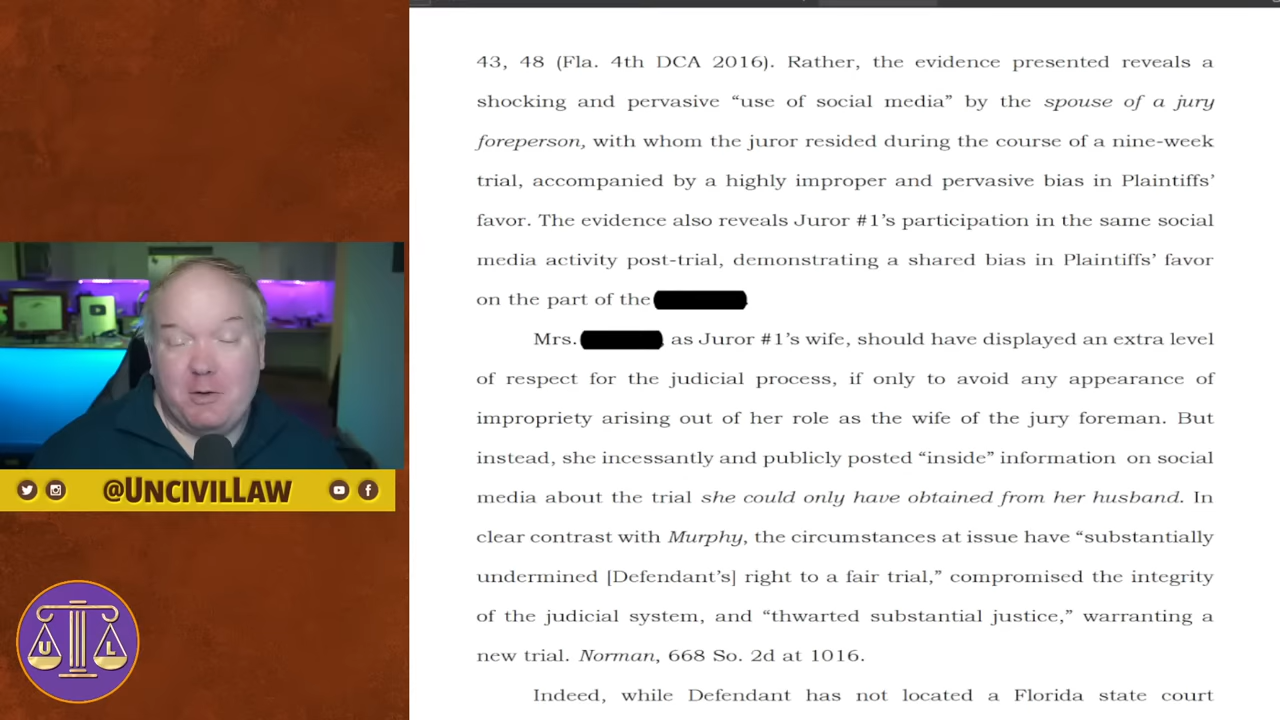 43, 48 (Fla. 4th DCA 2016). Rather, the evidence presented reveals a
shocking and pervasive “use of social media” by the spouse of a jury
foreperson, with whom the juror resided during the course of a nine-week
trial, accompanied by a highly improper and pervasive bias in Plaintiffs’
favor. The evidence also reveals Juror #1’s participation in the same social
media activity post-trial, demonstrating a shared bias in Plaintiffs’ favor
on the part of the
Mrs. as Juror #1’s wife, should have displayed an extra level
of respect for the judicial process, if only to avoid any appearance of
impropriety arising out of her role as the wife of the jury foreman. But
instead, she incessantly and publicly posted “inside” information on social
media about the trial she could only have obtained from her husband. In
clear contrast with Murphy, the circumstances at issue have “substantially
undermined [Defendant’s] right to a fair trial,” compromised the integrity
of the judicial system, and “thwarted substantial justice,” warranting a
new trial. Norman, 668 So. 2d at 1016.
Indeed, while Defendant has not located a Florida state court
@UNCIVILLAW
U L